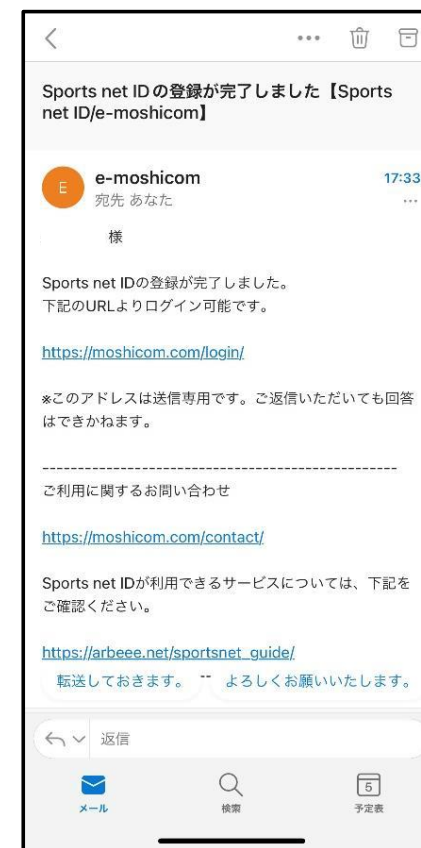 Sports net IDの登録が完了しました【Sports
net ID/e-moshicom】
E
e-moshicom
17:33
宛先 あなた
様
Sports net IDの登録が完了しました。
下記のURLよりログイン可能です。
https://moshicom.com/login/
※このアドレスは送信専用です。ご返信いただいても回答
はできかねます。
--------------------------------------------------
ご利用に関するお問い合わせ
https://moshicom.com/contact/
Sports net IDが利用できるサービスについては、下記を
ご確認ください。
https://arbeee.net/sportsnet_guide/
転送しておきます。 -- よろしくお願いいたします。
返信
5
メール 検索 予定表